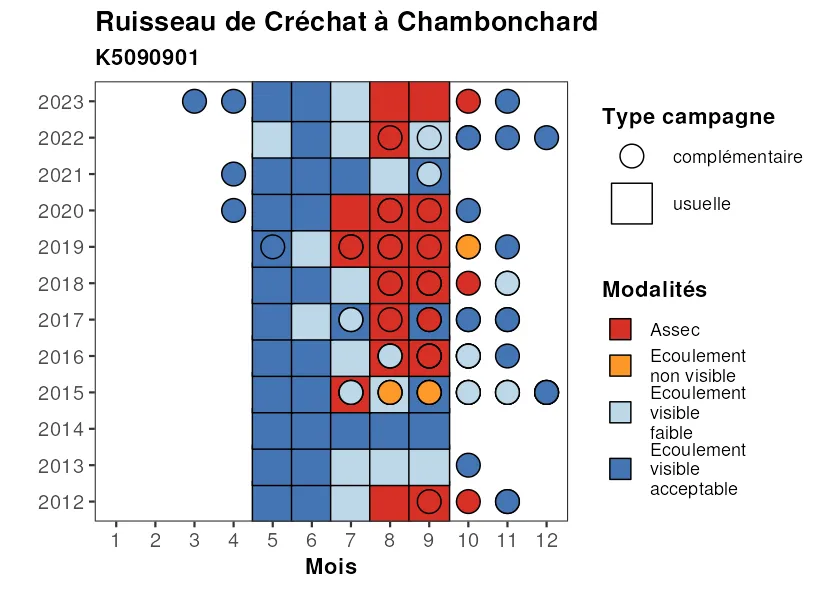 Ruisseau de Créchat à Chambonchard
K5090901
2023
2022
2021
2020
2019
2018
2017
2016
2015
2014
2013
2012
1 2 3 4 5 6 7 8 9 10 11 12
Mois
Type campagne
complémentaire
usuelle
Modalités
Assec
Ecoulement
non visible
Ecoulement
visible
faible
Ecoulement
visible
acceptable